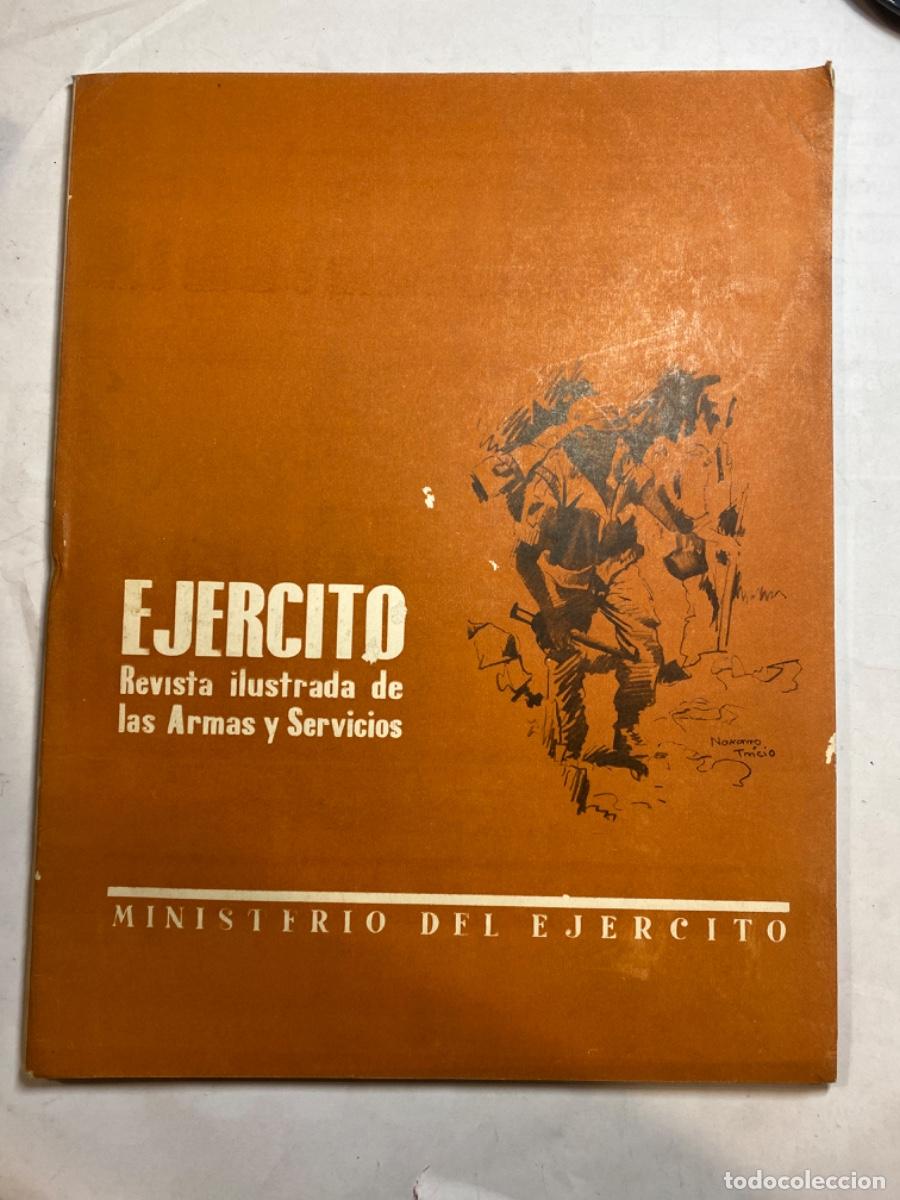 EJERCITO
Revista ilustrada de
las Armas y Servicios
Navarro
Tricio
MINISTERIO DEL EJERCITO
todocoleccion